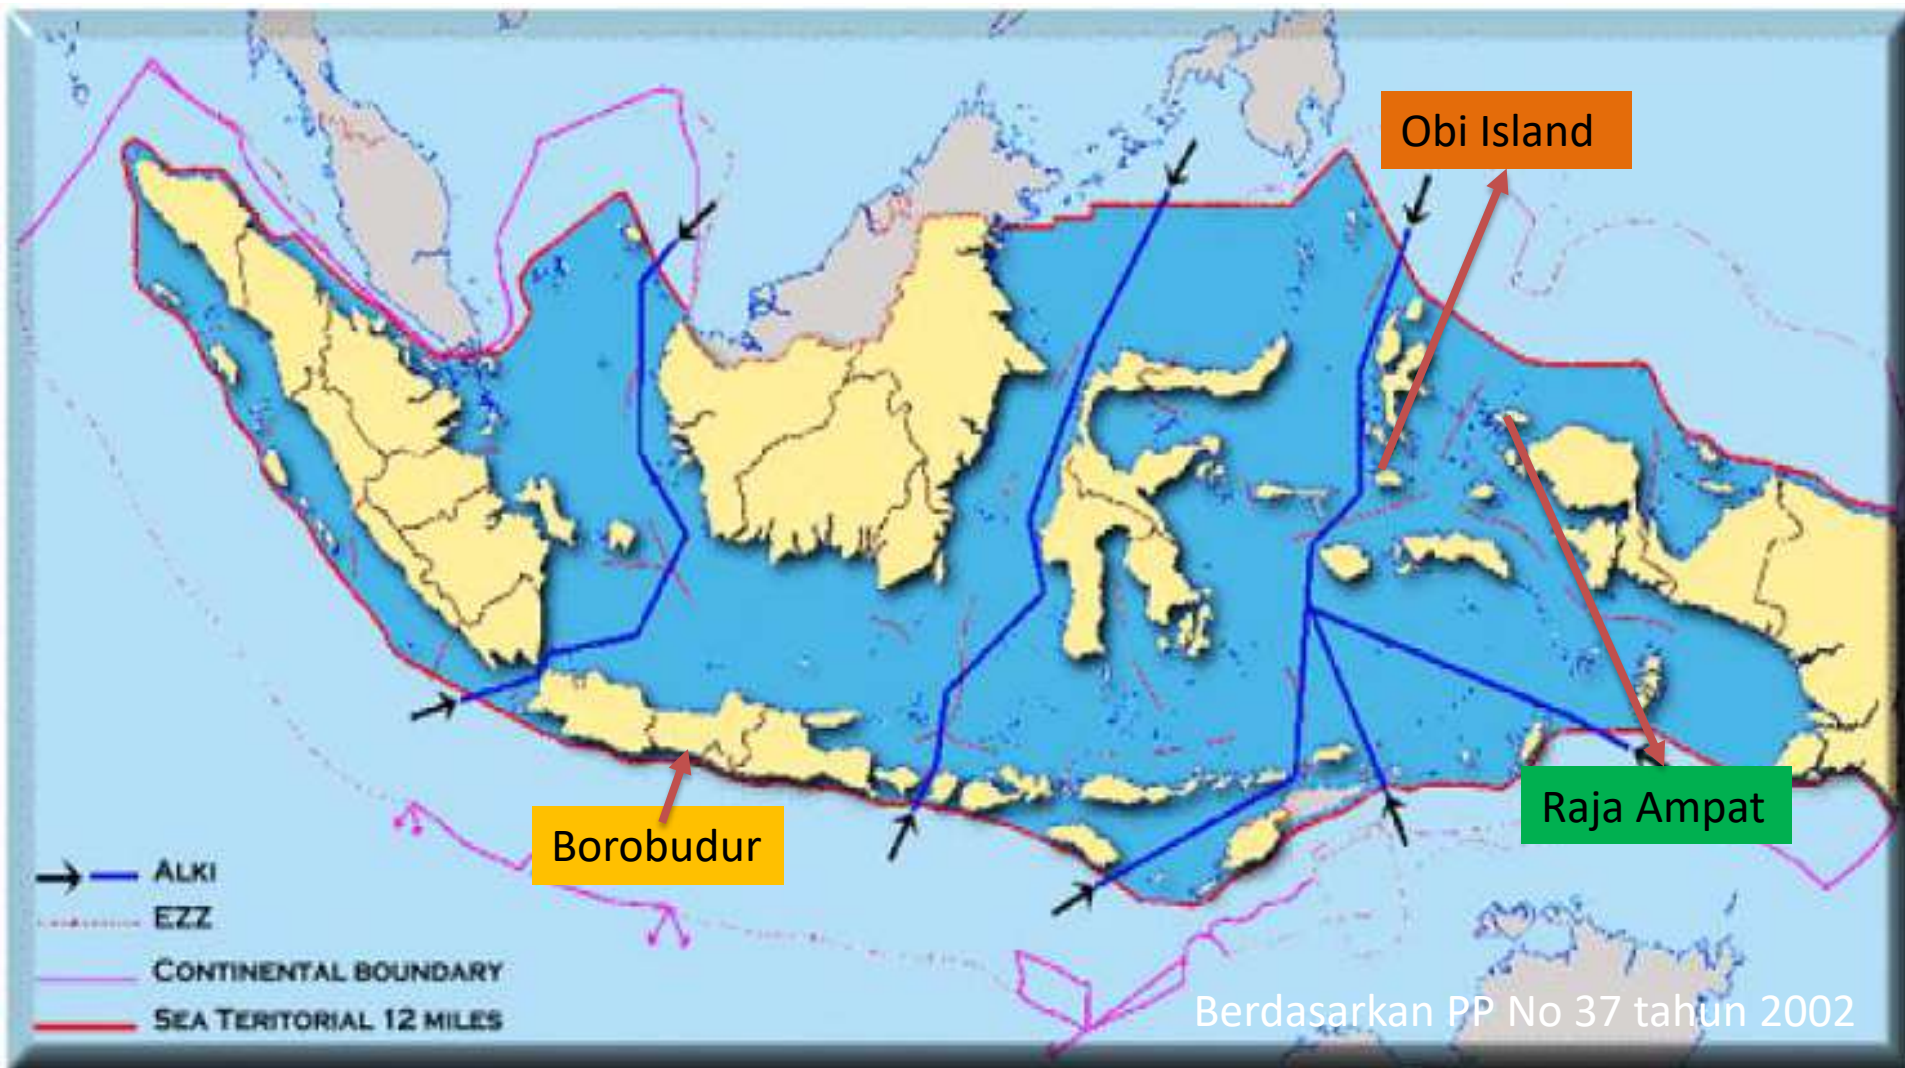 Obi Island
Raja Ampat
Borobudur
ALKI
EZZ
CONTINENTAL BOUNDARY
SEA TERITORIAL 12 MILES
Berdasarkan PP No 37 tahun 2002